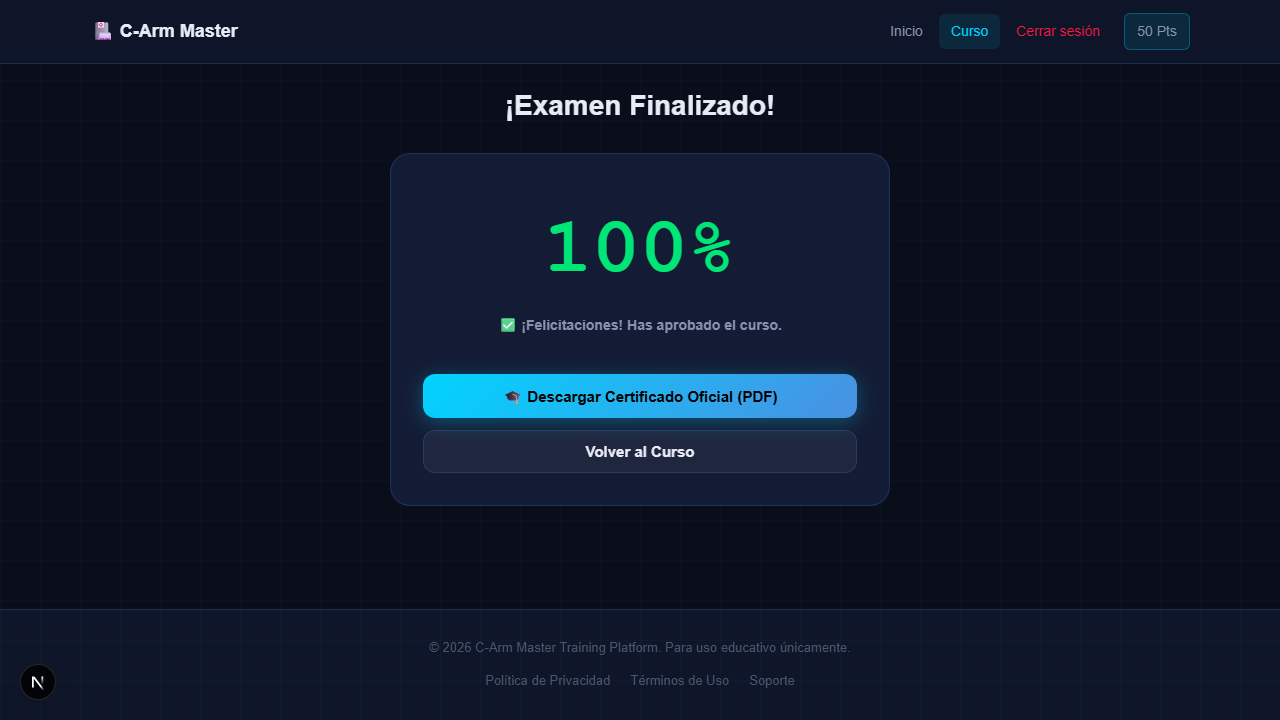 C-Arm Master
Inicio
Curso
Cerrar sesión
50 Pts
¡Examen Finalizado!
100%
✅ ¡Felicitaciones! Has aprobado el curso.
🎓 Descargar Certificado Oficial (PDF)
Volver al Curso
© 2026 C-Arm Master Training Platform. Para uso educativo únicamente.
Política de Privacidad
Términos de Uso
Soporte
N